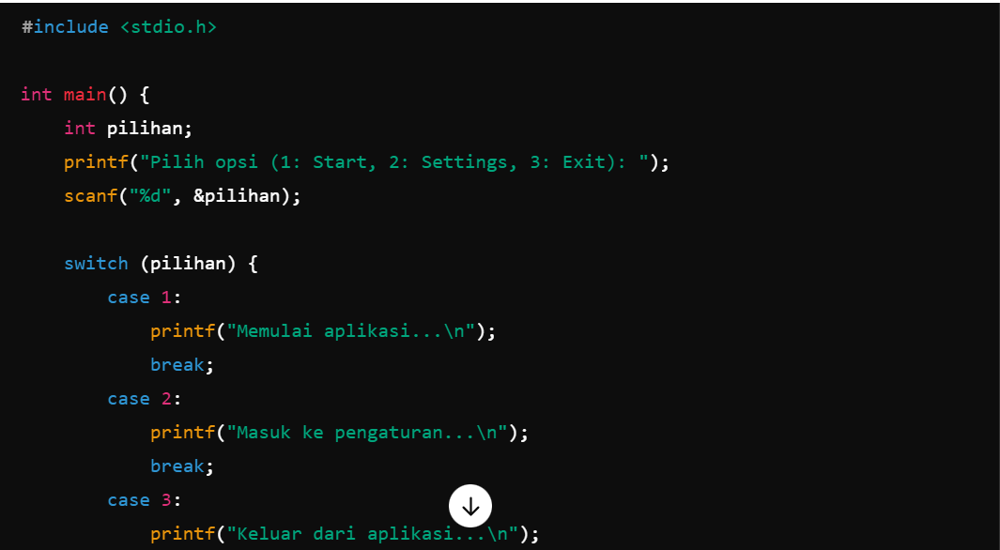 #include <stdio.h>
int main() {
    int pilihan;
    printf("Pilih opsi (1: Start, 2: Settings, 3: Exit): ");
    scanf("%d", &pilihan);
    switch (pilihan) {
        case 1:
            printf("Memulai aplikasi...\n");
            break;
        case 2:
            printf("Masuk ke pengaturan...\n");
            break;
        case 3:
            printf("Keluar dari aplikasi...\n");